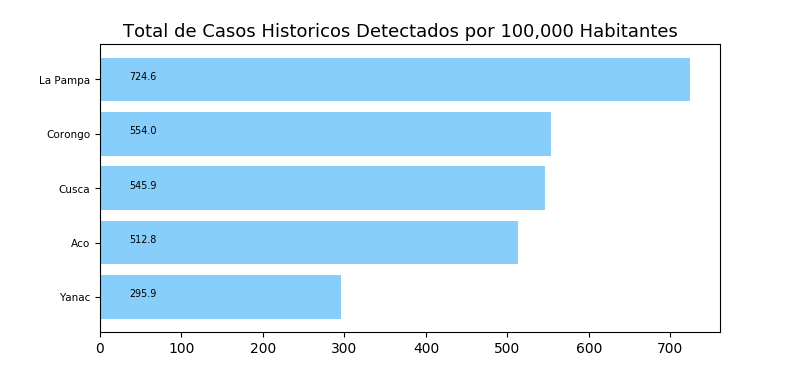 Total de Casos Historicos Detectados por 100,000 Habitantes
La Pampa 724.6
Corongo 554.0
Cusca 545.9
Aco 512.8
Yanac 295.9
0 100 200 300 400 500 600 700